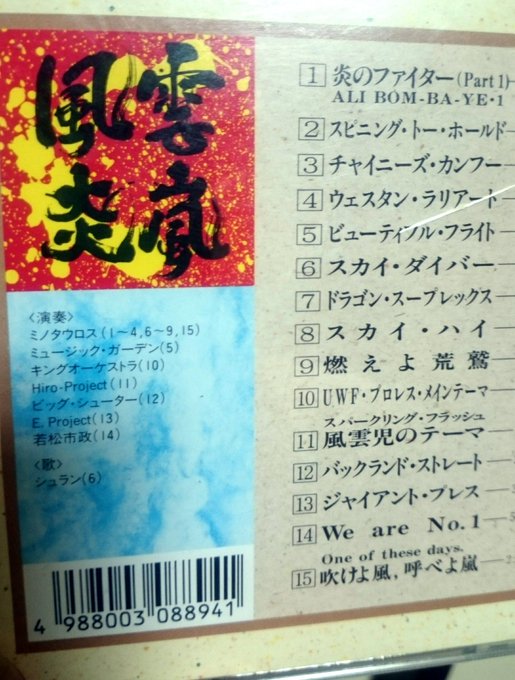 風雲
炎嵐
〈演奏〉
ミノタウロス(1〜4,6〜9,15)
ミュージック・ガーデン(5)
キングオーケストラ(10)
Hiro-Project(11)
ビッグ・シューター(12)
E. Project(13)
若松市政(14)
〈歌〉
シュラン(6)
4 988003 088941
1 炎のファイター(Part 1)
ALI BOM-BA-YE・1
2 スピニング・トー・ホールド
3 チャイニーズ・カンフー
4 ウェスタン・ラリアート
5 ビューティフル・フライト
6 スカイ・ダイバー
7 ドラゴン・スープレックス
8 スカイ・ハイ
9 燃えよ荒鷲
10 UWF・プロレス・メインテーマ
スパークリング・フラッシュ
11 風雲児のテーマ
12 バックランド・ストレート
13 ジャイアント・プレス
14 We are No.1
One of these days.
15 吹けよ風，呼べよ嵐